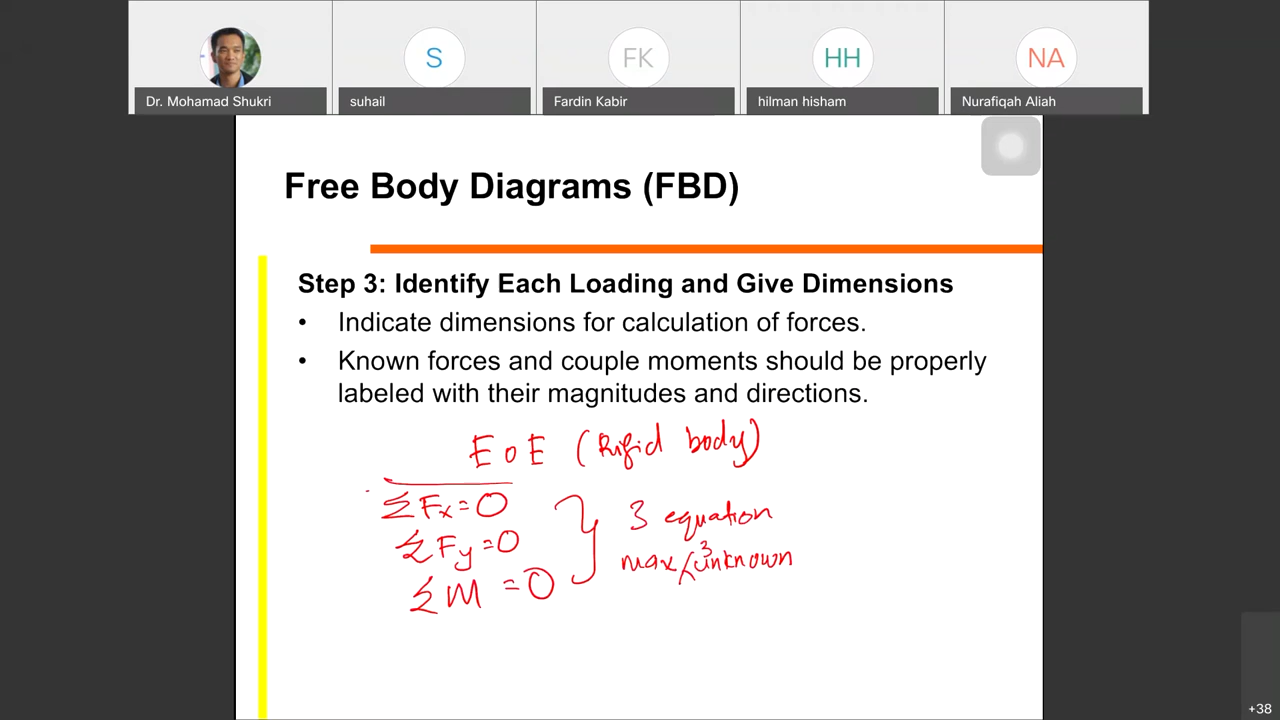 S
FK
HH
NA
Dr. Mohamad Shukri
suhail
Fardin Kabir
hilman hisham
Nurafiqah Aliah
Free Body Diagrams (FBD)
Step 3: Identify Each Loading and Give Dimensions
• Indicate dimensions for calculation of forces.
• Known forces and couple moments should be properly
labeled with their magnitudes and directions.
EoE (Rigid body)
ΣFx=0
ΣFy=0
ΣM=0
3 equation
max 3 unknown
+38